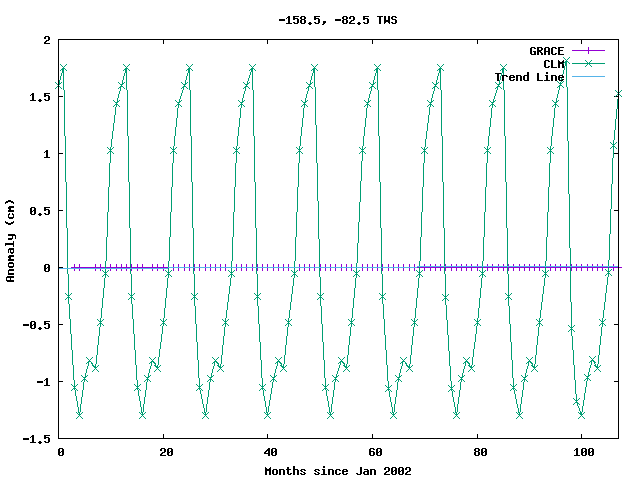 -158.5, -82.5 TWS
GRACE
CLM
Trend Line
2
1.5
1
0.5
0
-0.5
-1
-1.5
Anomaly (cm)
0 20 40 60 80 100
Months since Jan 2002